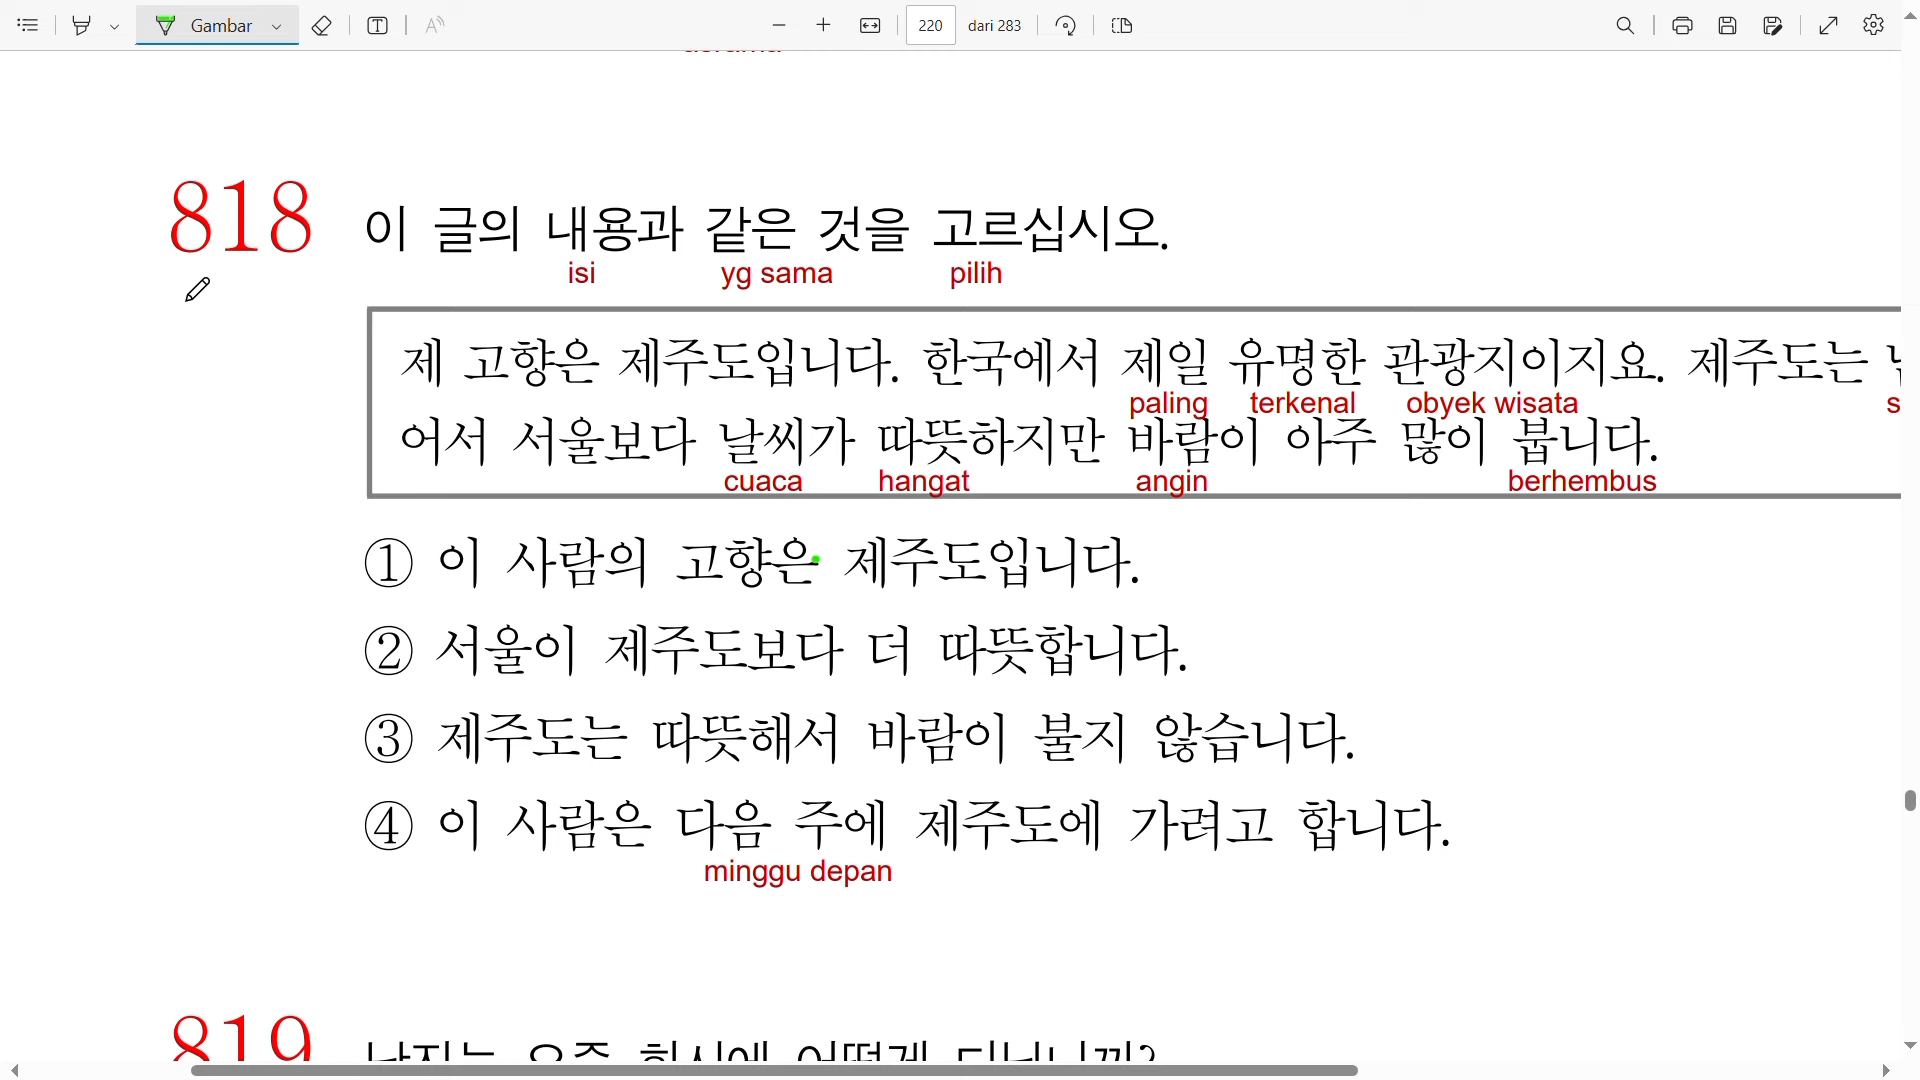 Gambar
220 dari 283
818 이 글의 내용과 같은 것을 고르십시오.
isi yg sama pilih
제 고향은 제주도입니다. 한국에서 제일 유명한 관광지이지요. 제주도는
paling terkenal obyek wisata
어서 서울보다 날씨가 따뜻하지만 바람이 아주 많이 붑니다.
cuaca hangat angin berhembus
① 이 사람의 고향은 제주도입니다.
② 서울이 제주도보다 더 따뜻합니다.
③ 제주도는 따뜻해서 바람이 불지 않습니다.
④ 이 사람은 다음 주에 제주도에 가려고 합니다.
minggu depan
819